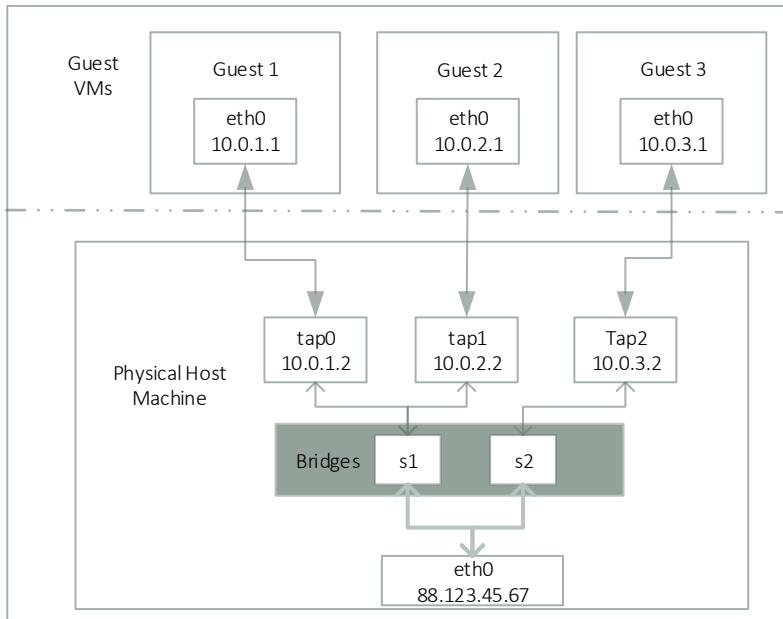 Guest
VMs
Guest 1
eth0
10.0.1.1
Guest 2
eth0
10.0.2.1
Guest 3
eth0
10.0.3.1
Physical Host
Machine
tap0
10.0.1.2
tap1
10.0.2.2
Tap2
10.0.3.2
Bridges
s1
s2
eth0
88.123.45.67